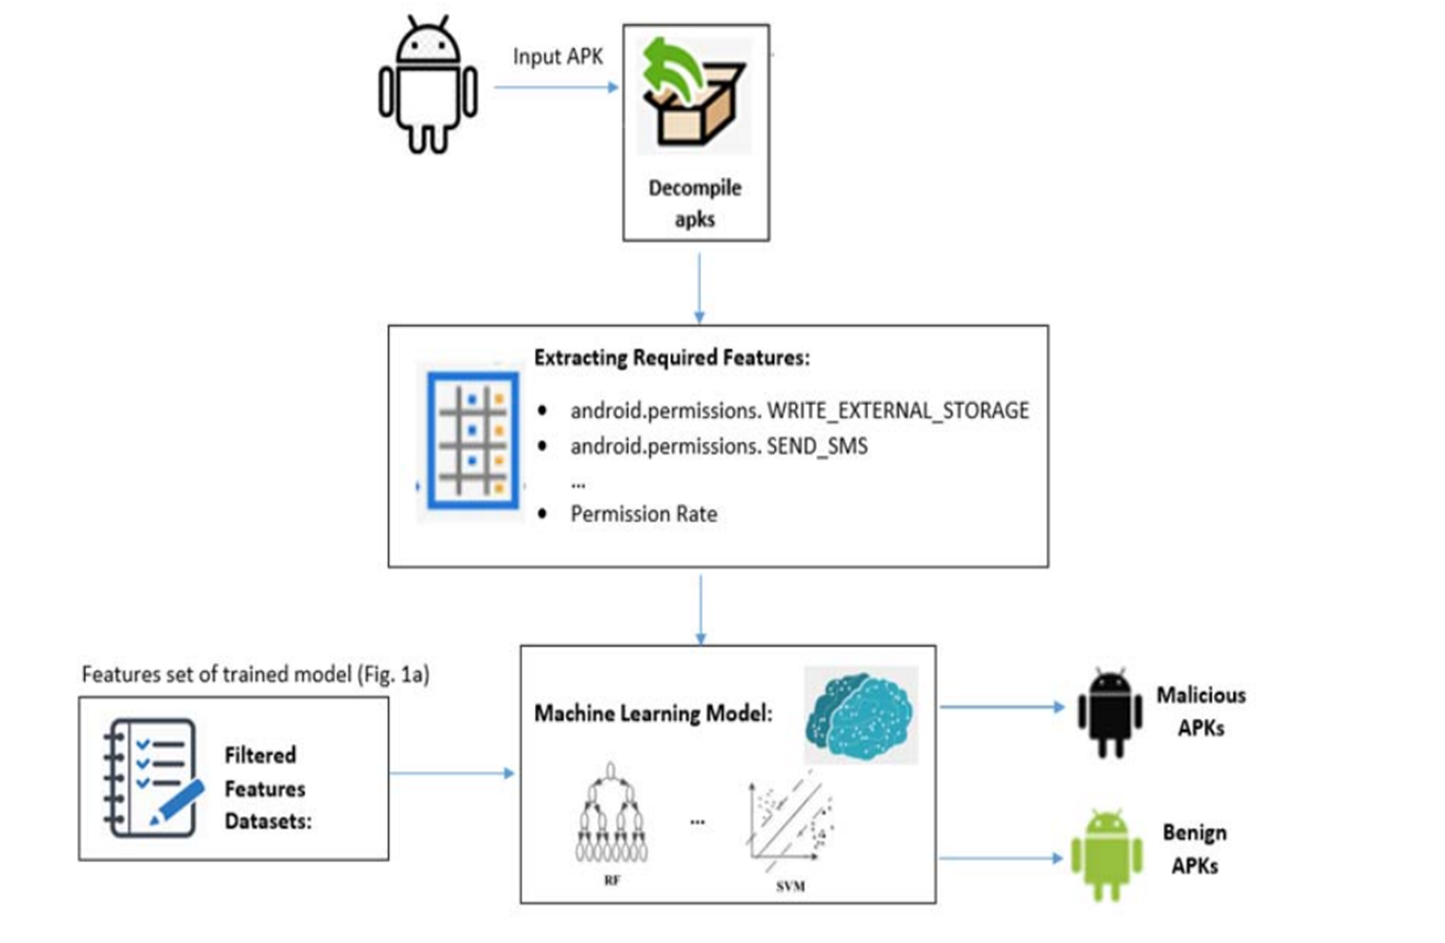 Input APK
Decompile
apks
Extracting Required Features:
• android.permissions. WRITE_EXTERNAL_STORAGE
• android.permissions. SEND_SMS
...
• Permission Rate
Features set of trained model (Fig. 1a)
Filtered
Features
Datasets:
Machine Learning Model:
...
RF
SVM
Malicious
APKs
Benign
APKs